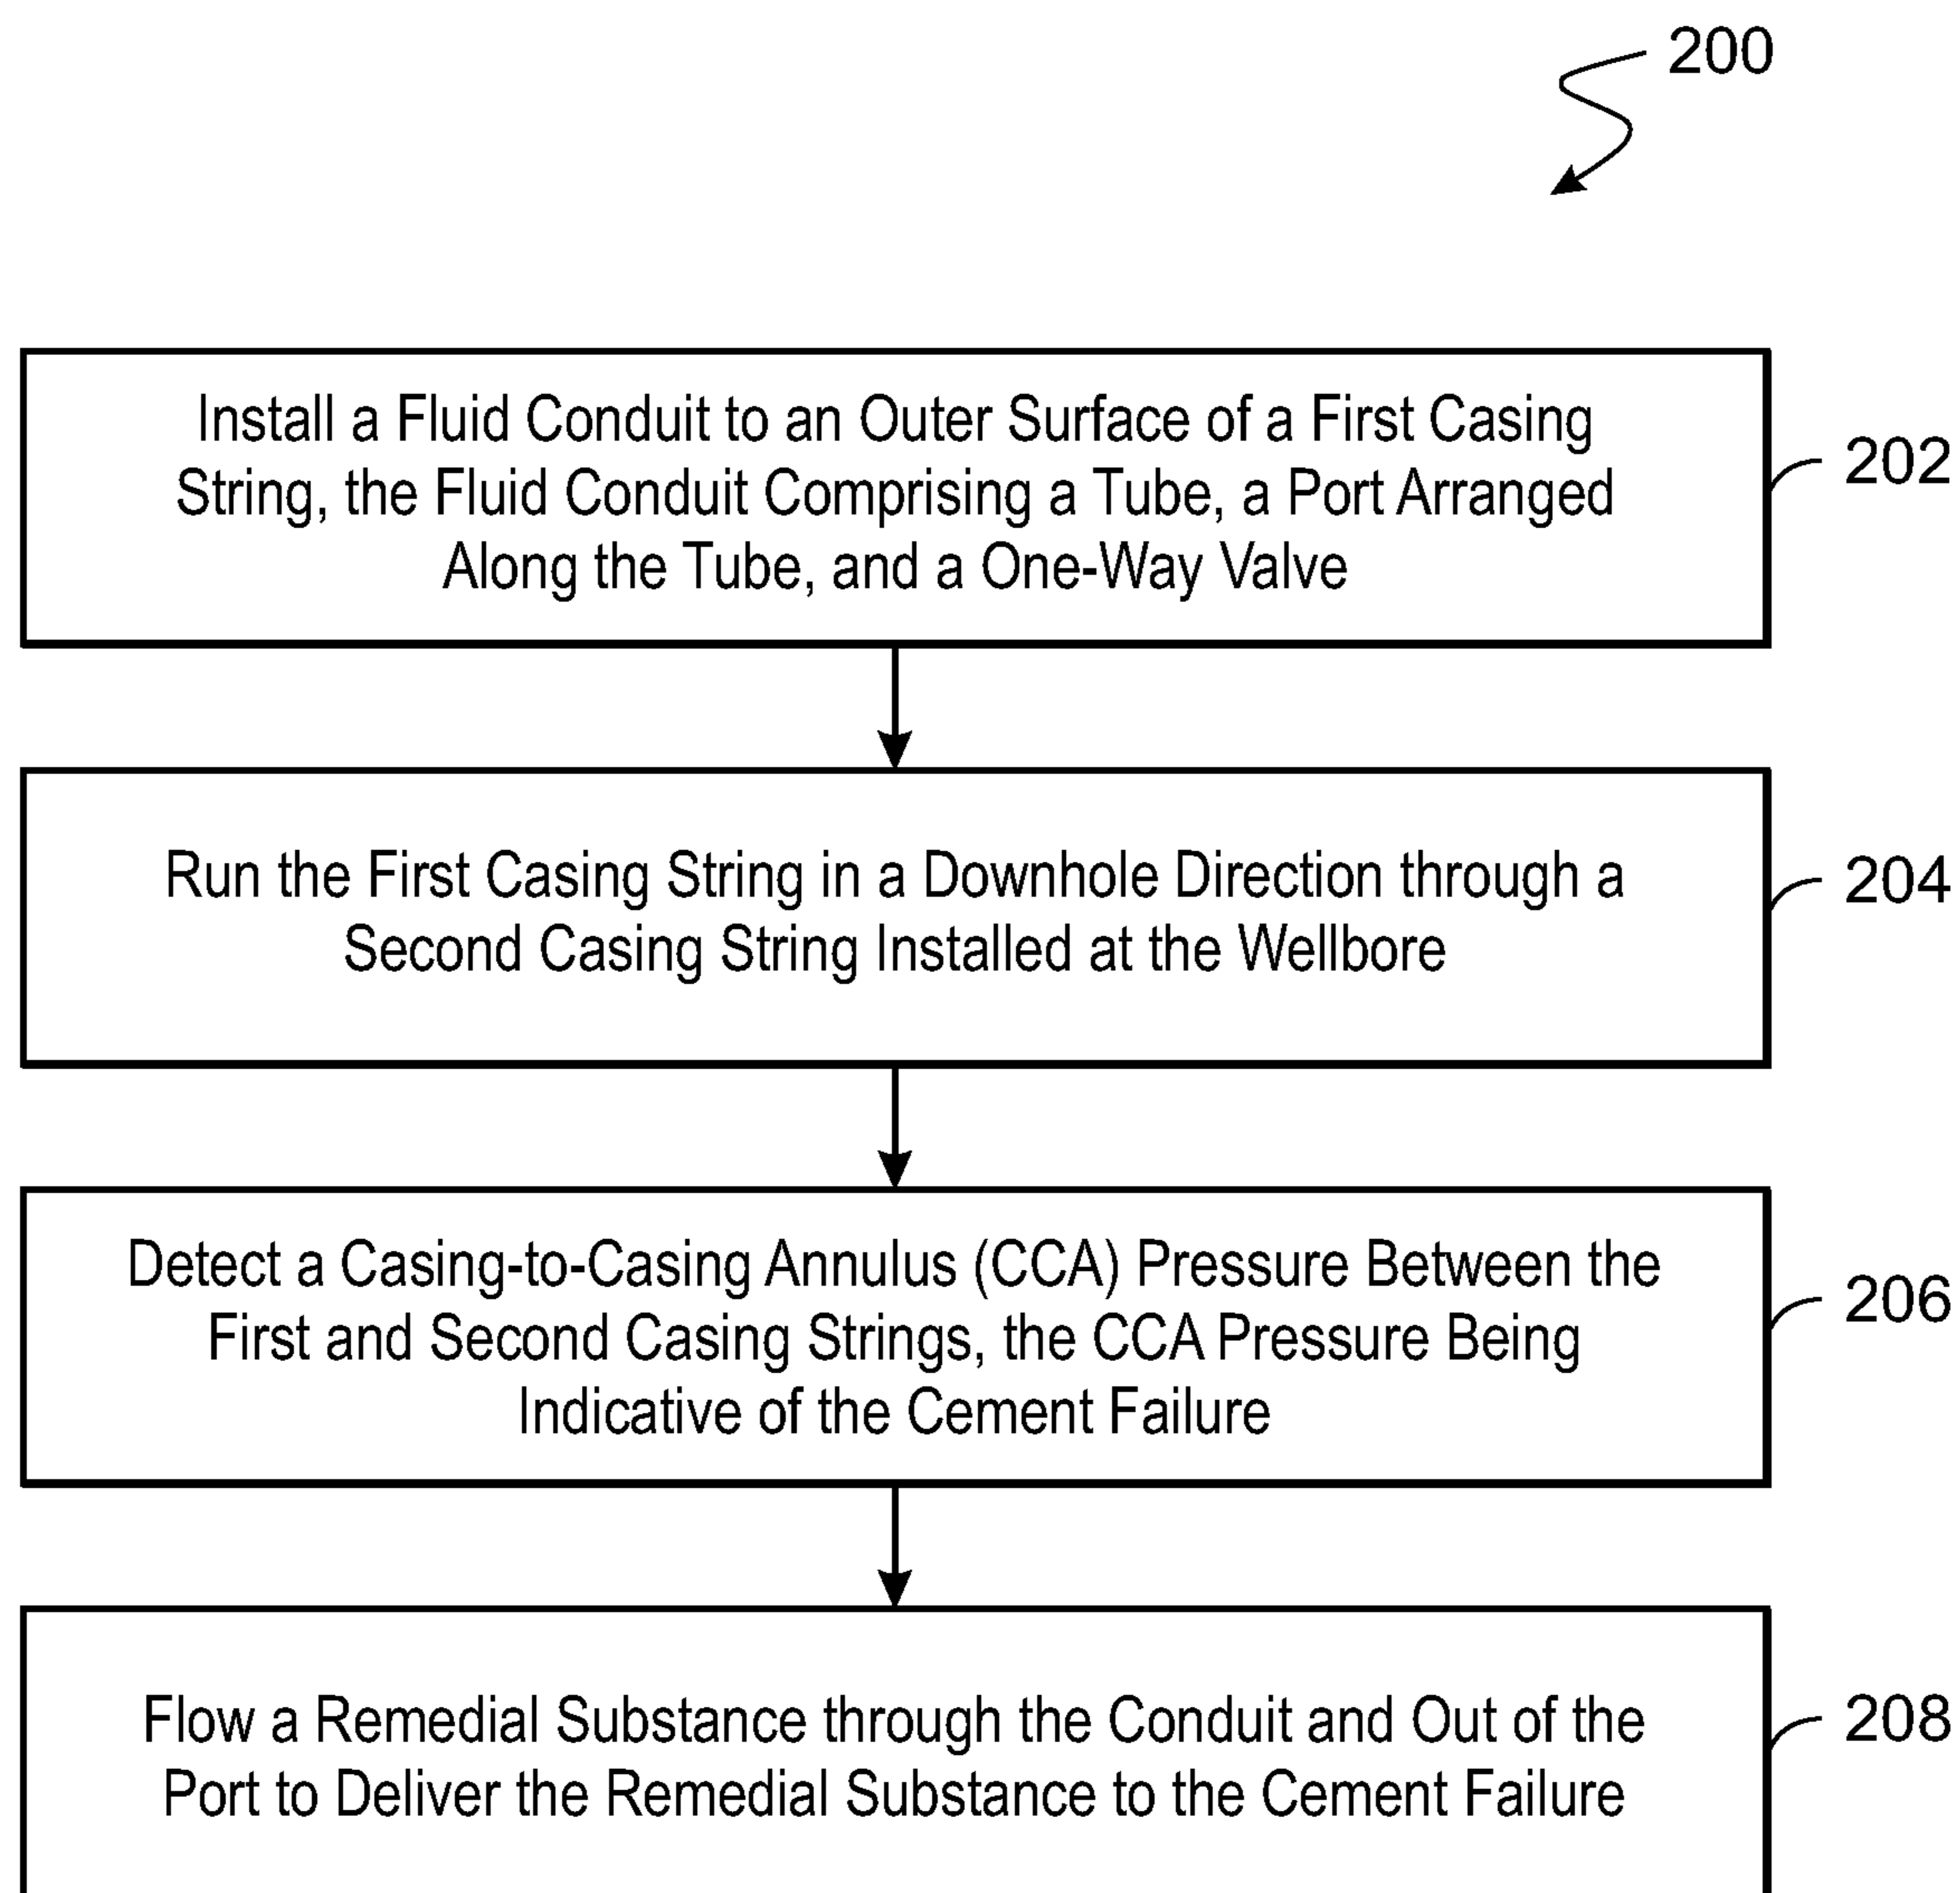 200
Install a Fluid Conduit to an Outer Surface of a First Casing
String, the Fluid Conduit Comprising a Tube, a Port Arranged
Along the Tube, and a One-Way Valve
202
Run the First Casing String in a Downhole Direction through a
Second Casing String Installed at the Wellbore
204
Detect a Casing-to-Casing Annulus (CCA) Pressure Between the
First and Second Casing Strings, the CCA Pressure Being
Indicative of the Cement Failure
206
Flow a Remedial Substance through the Conduit and Out of the
Port to Deliver the Remedial Substance to the Cement Failure
208